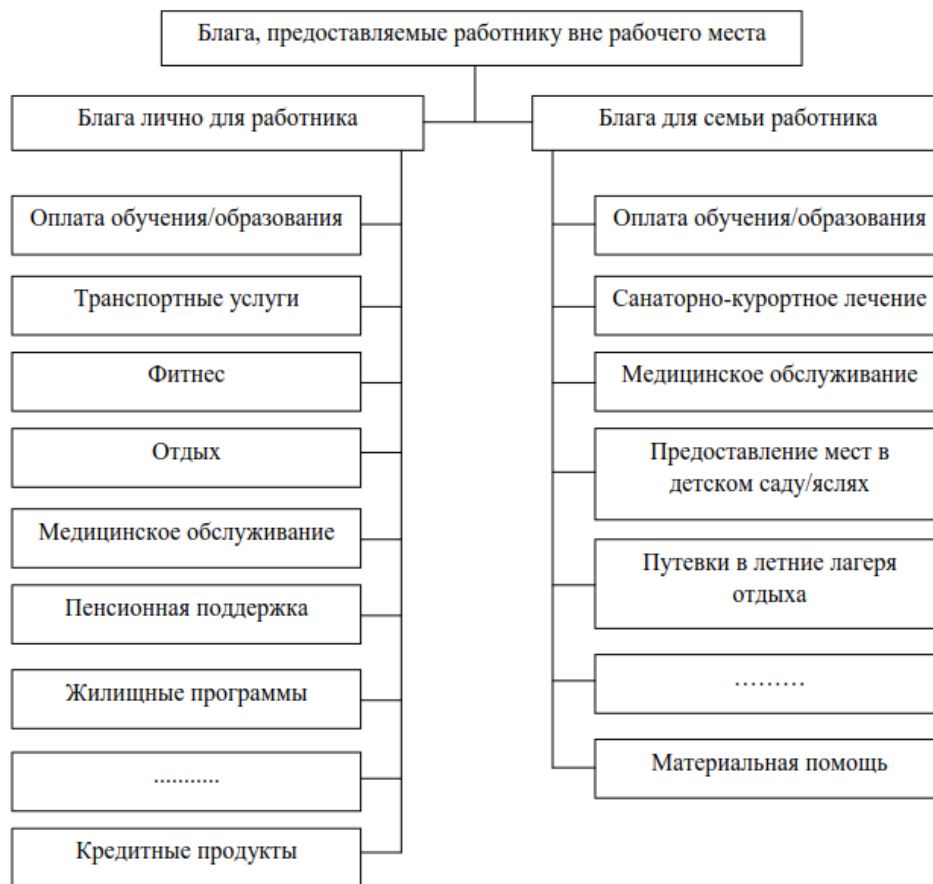 Блага, предоставляемые работнику вне рабочего места
Блага лично для работника
Блага для семьи работника
Оплата обучения/образования
Транспортные услуги
Фитнес
Отдых
Медицинское обслуживание
Пенсионная поддержка
Жилищные программы
...........
Кредитные продукты
Оплата обучения/образования
Санаторно-курортное лечение
Медицинское обслуживание
Предоставление мест в
детском саду/яслях
Путевки в летние лагеря
отдыха
………
Материальная помощь